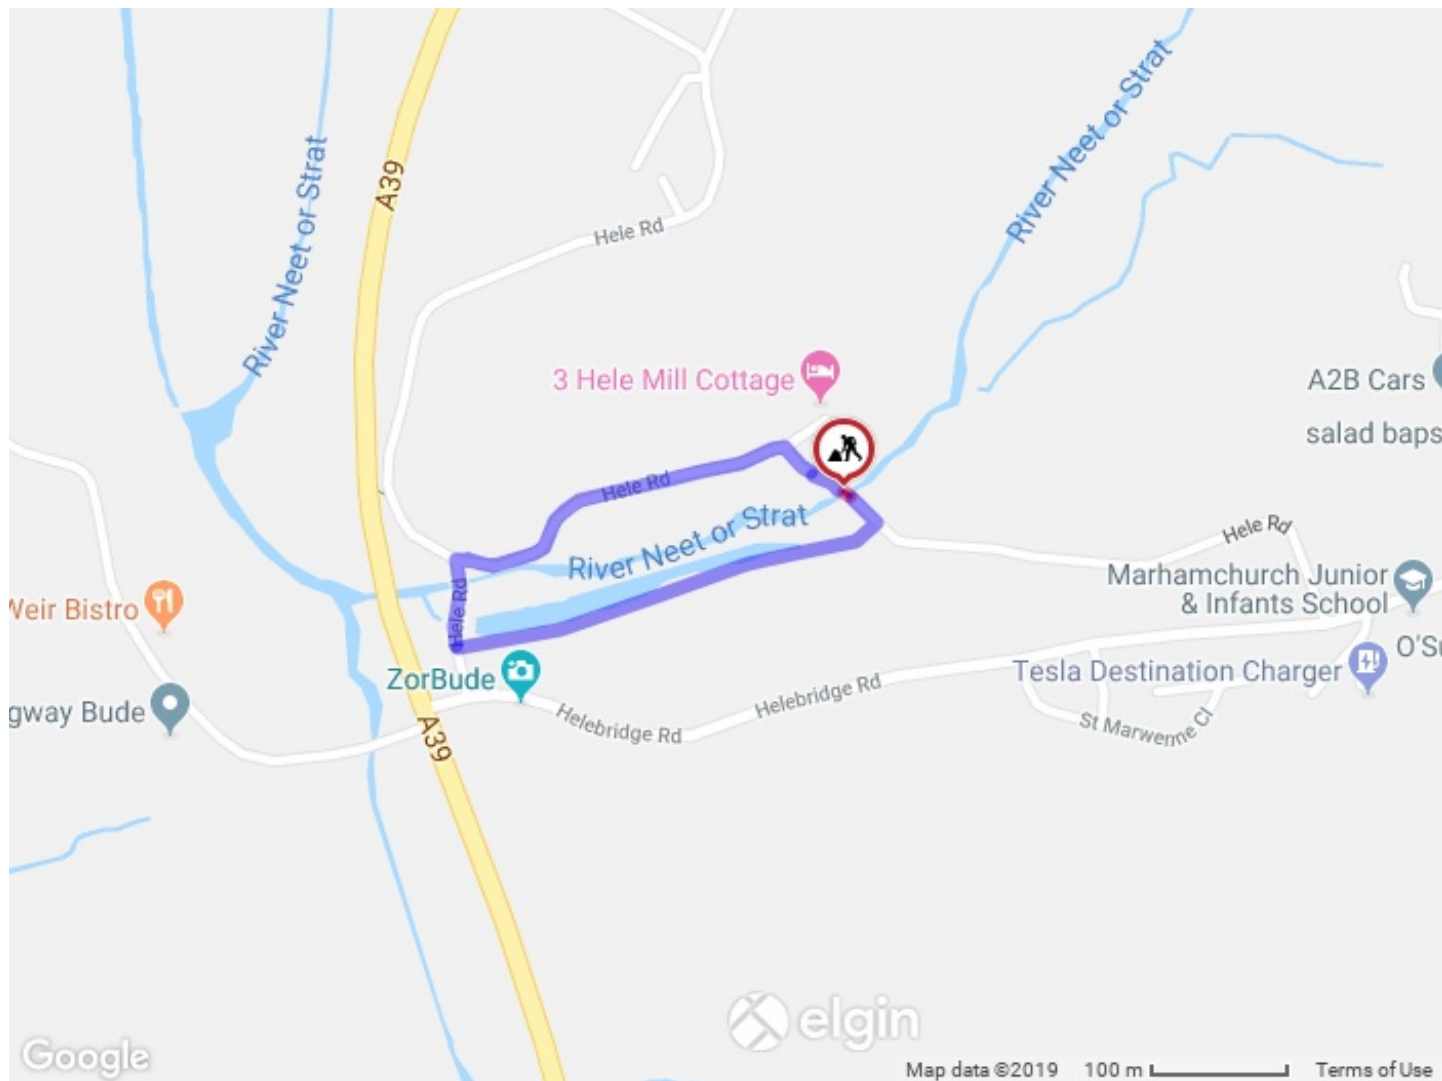 River Neet or Strat
River Neet or Strat
A39
Hele Rd
3 Hele Mill Cottage
A2B Cars
salad baps
Hele Rd
River Neet or Strat
Hele Rd
Hele Rd
Marhamchurch Junior
& Infants School
Weir Bistro
O'Su
ZorBude
Tesla Destination Charger
gway Bude
Helebridge Rd
Helebridge Rd
St Marwenne Cl
A39
elgin
Google
Map data ©2019
100 m
Terms of Use